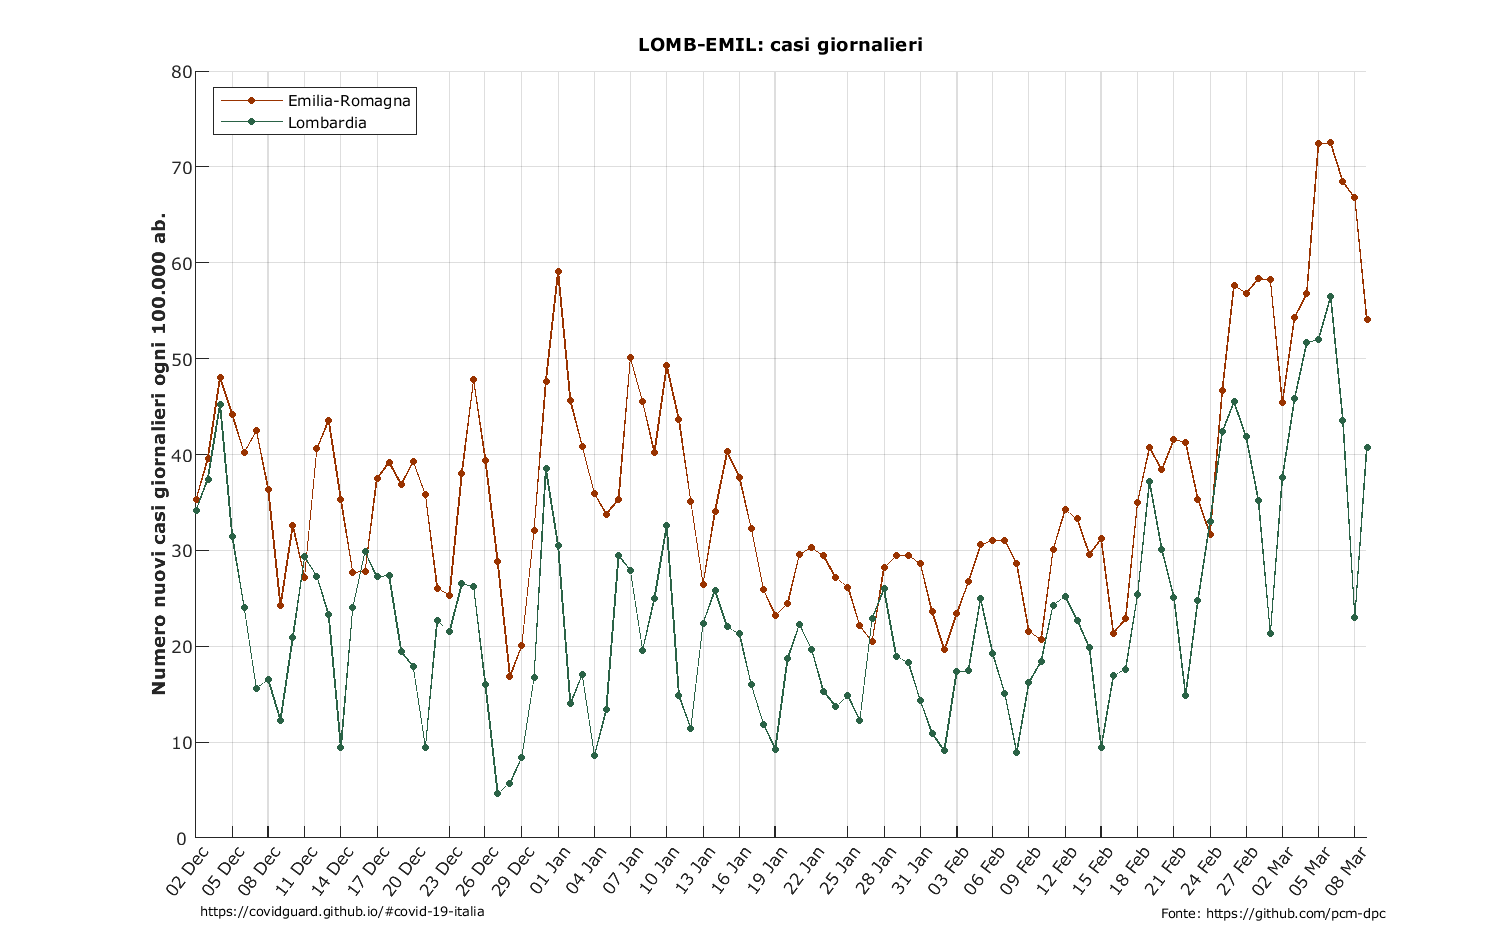 LOMB-EMIL: casi giornalieri
Numero nuovi casi giornalieri ogni 100.000 ab.
80
70
60
50
40
30
20
10
0
Emilia-Romagna
Lombardia
02 Dec
05 Dec
08 Dec
11 Dec
14 Dec
17 Dec
20 Dec
23 Dec
26 Dec
29 Dec
01 Jan
04 Jan
07 Jan
10 Jan
13 Jan
16 Jan
19 Jan
22 Jan
25 Jan
28 Jan
31 Jan
03 Feb
06 Feb
09 Feb
12 Feb
15 Feb
18 Feb
21 Feb
24 Feb
27 Feb
02 Mar
05 Mar
08 Mar
https://covidguard.github.io/#covid-19-italia
Fonte: https://github.com/pcm-dpc